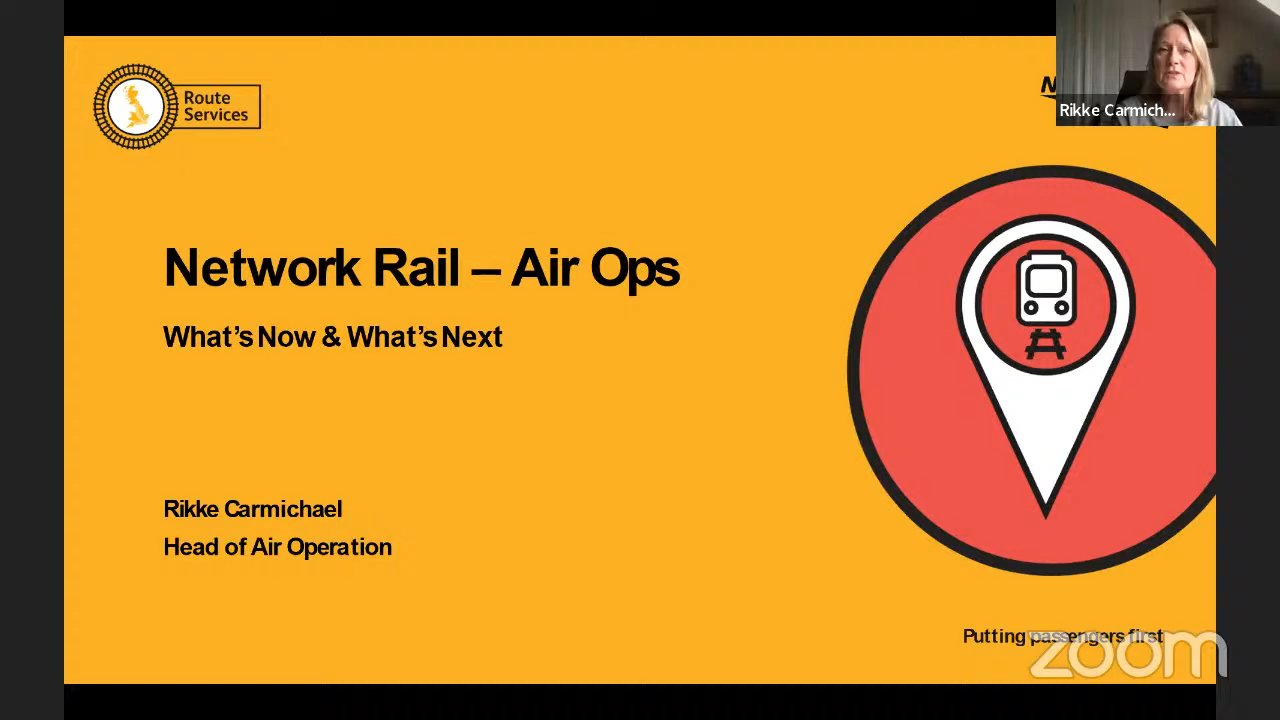 Route
Services
Rikke Carmich...
Network Rail – Air Ops
What's Now & What's Next
Rikke Carmichael
Head of Air Operation
Putting passengers first
zoom